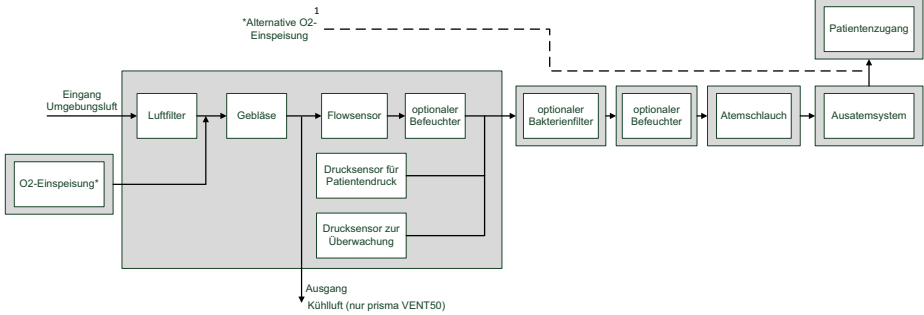 1
*Alternative O2-
Einspeisung
Patientenzugang
Eingang
Umgebungsluft
Luftfilter
Gebläse
Flowsensor
optionaler
Befeuchter
optionaler
Bakterienfilter
optionaler
Befeuchter
Atemschlauch
Ausatemsystem
O2-Einspeisung*
Drucksensor für
Patientendruck
Drucksensor zur
Überwachung
Ausgang
Kühlluft (nur prisma VENT50)